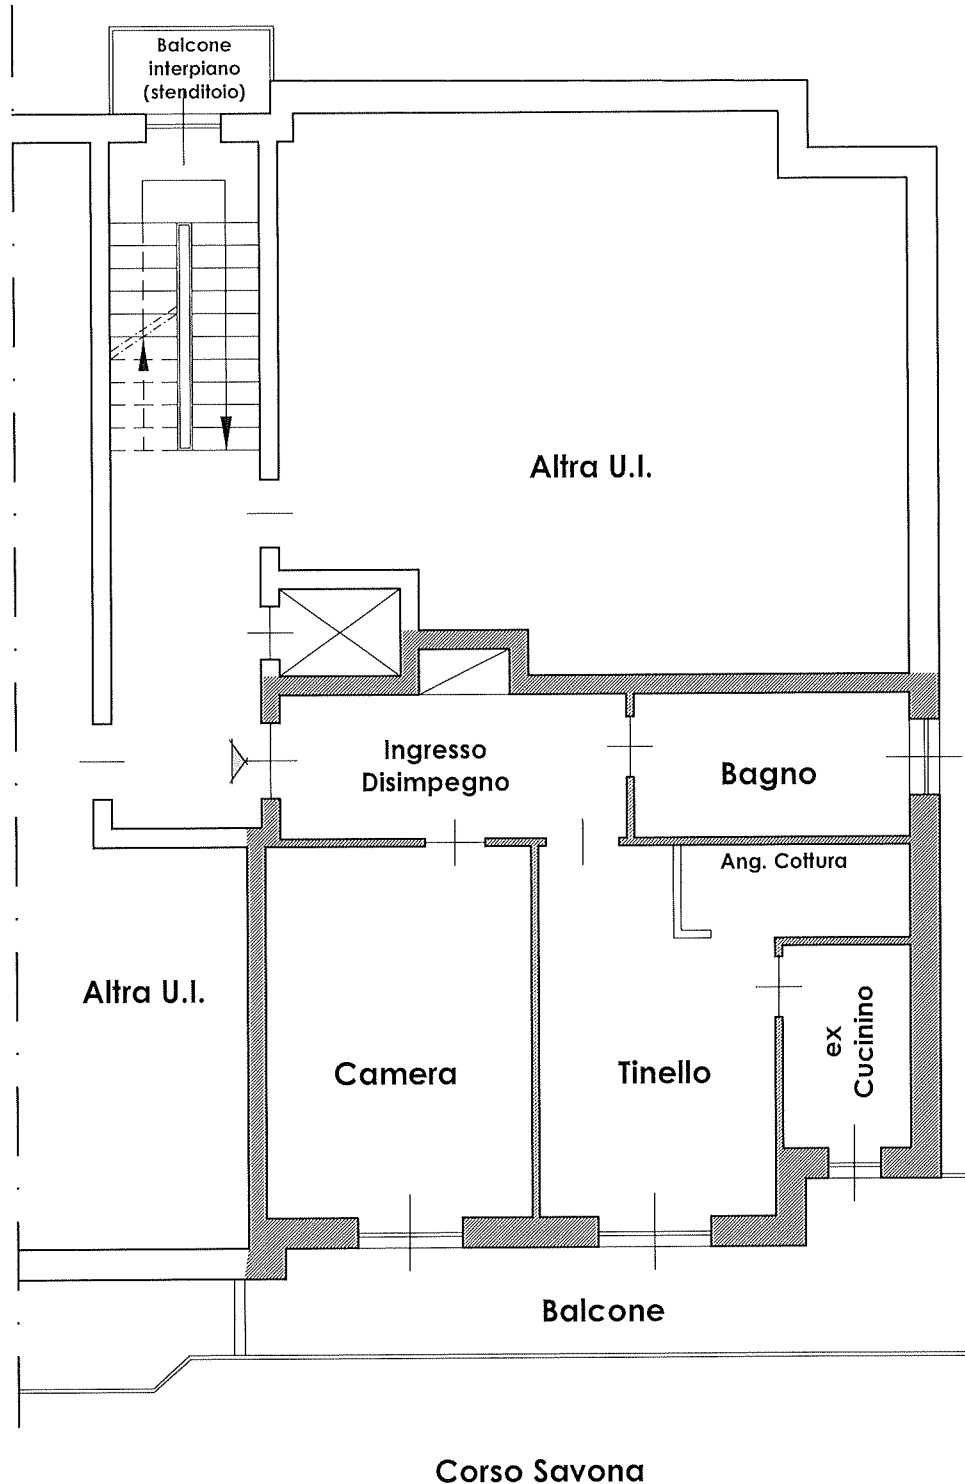 Balcone
interpiano
(stenditoio)
Altra U.I.
Ingresso
Disimpegno
Bagno
Ang. Cottura
Altra U.I.
Camera
Tinello
ex
Cucinino
Balcone
Corso Savona